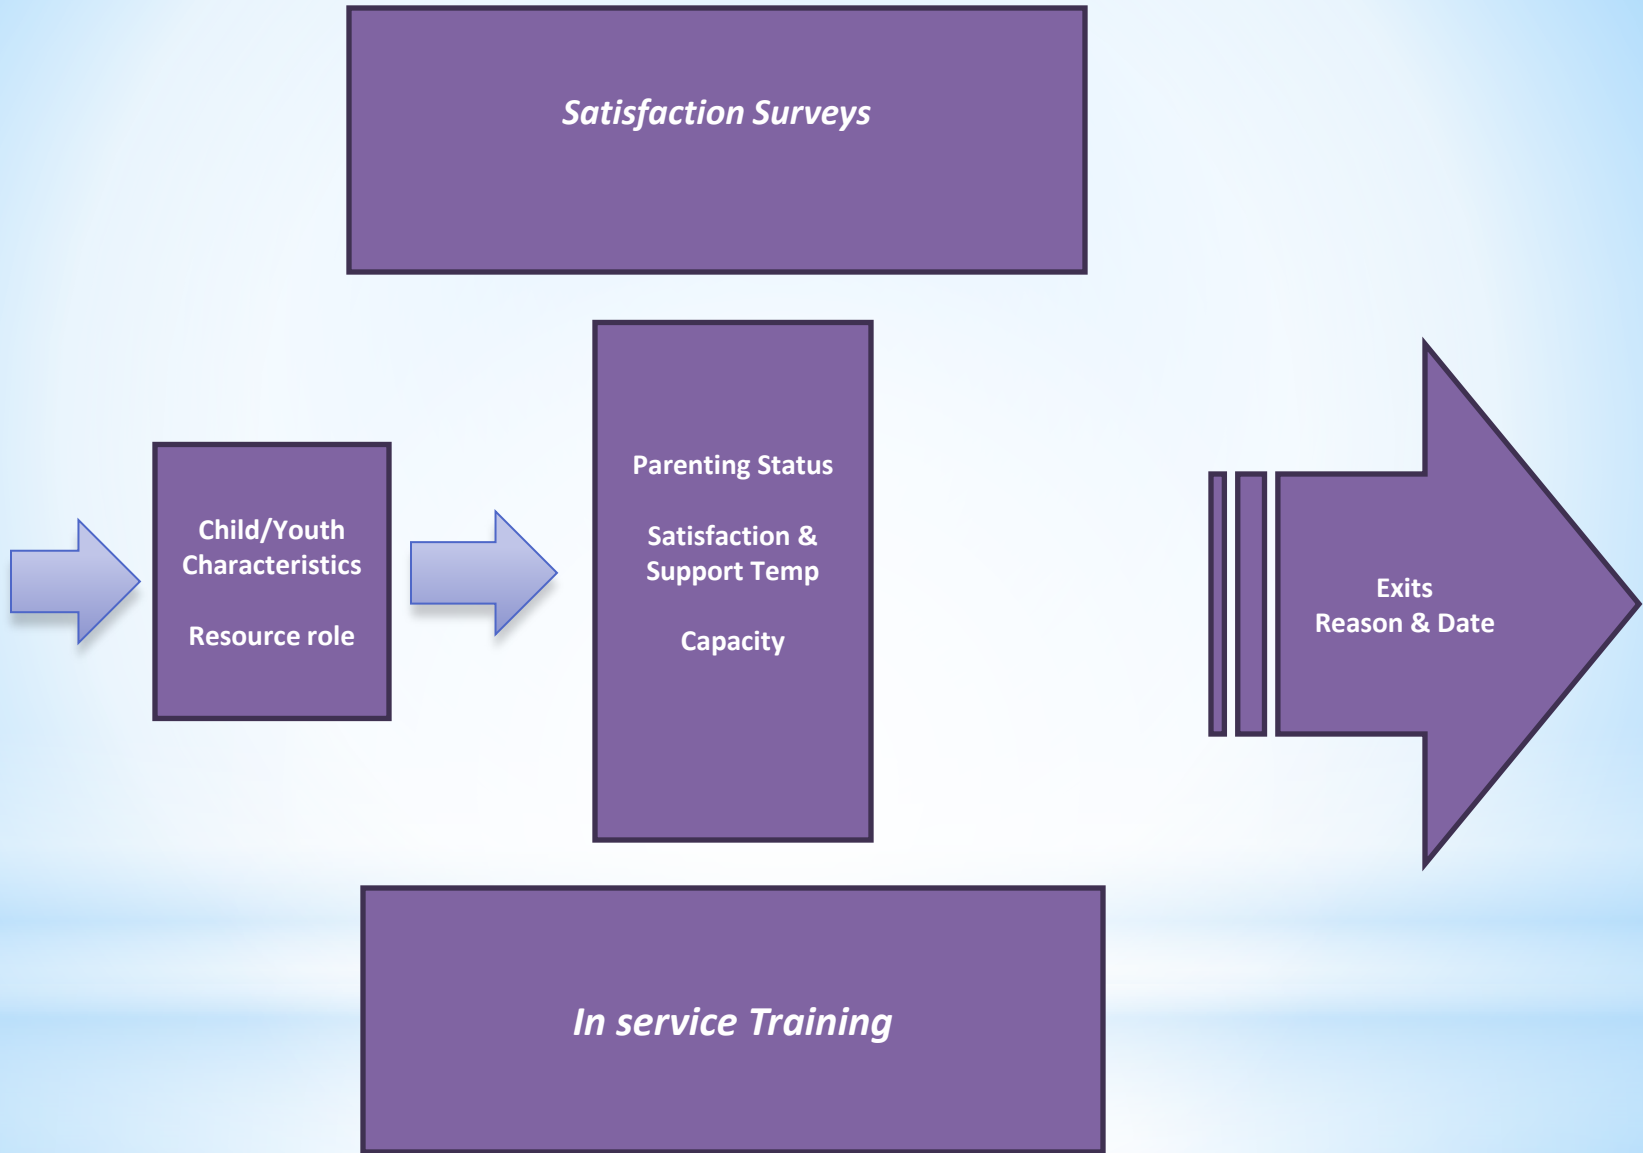 Satisfaction Surveys
Child/Youth
Characteristics
Resource role
Parenting Status
Satisfaction &
Support Temp
Capacity
Exits
Reason & Date
In service Training